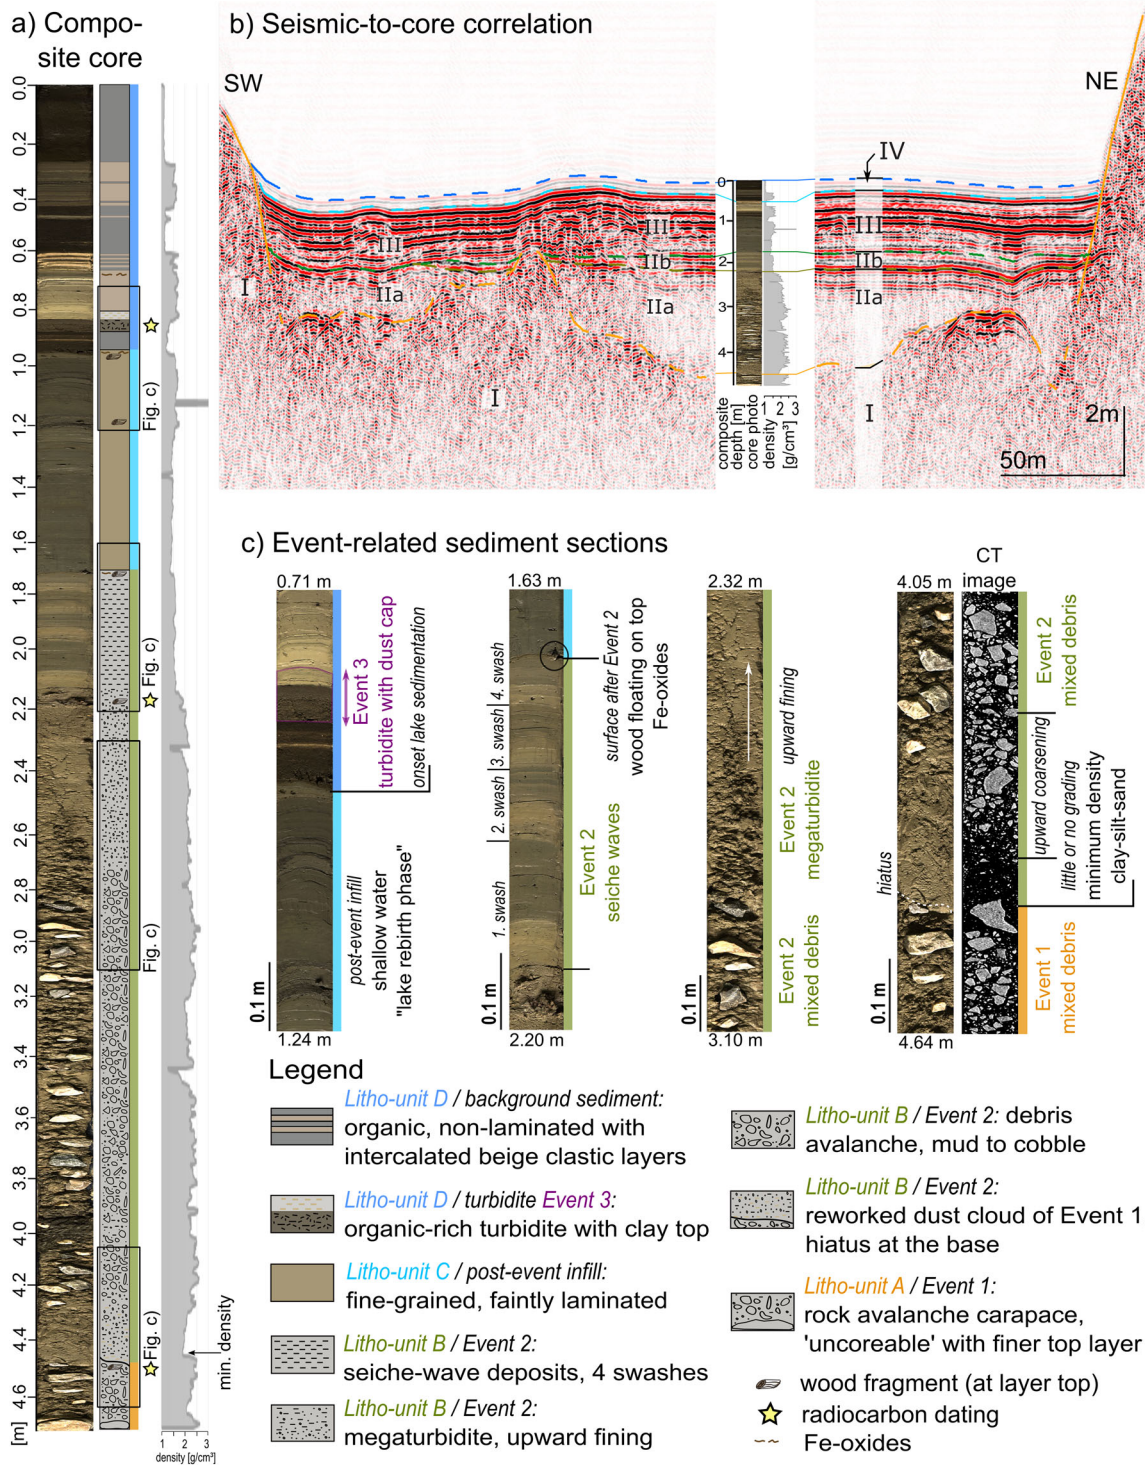 a) Compo-
site core
b) Seismic-to-core correlation
0.0
0.2
0.4
0.6
0.8
1.0
1.2
1.4
1.6
1.8
2.0
2.2
2.4
2.6
2.8
3.0
3.2
3.4
3.6
3.8
4.0
4.2
4.4
4.6
[m]
Fig. c)
Fig. c)
Fig. c)
Fig. c)
min. density
1 2 3
density [g/cm³]
SW
NE
IV
III
III
III
IIb
IIb
IIa
IIa
IIa
I
I
I
0
1
2
3
4
composite
depth [m]
core photo
density
[g/cm³]
1
2
3
2m
50m
c) Event-related sediment sections
0.71 m
Event 3
turbidite with dust cap
onset lake sedimentation
post-event infill
shallow water
"lake rebirth phase"
0.1 m
1.24 m
1.63 m
4. swash
3. swash
2. swash
1. swash
surface after Event 2
wood floating on top
Fe-oxides
Event 2
seiche waves
0.1 m
2.20 m
2.32 m
upward fining
Event 2
megaturbidite
Event 2
mixed debris
0.1 m
3.10 m
CT
image
4.05 m
Event 2
mixed debris
upward coarsening
little or no grading
minimum density
clay-silt-sand
hiatus
Event 1
mixed debris
0.1 m
4.64 m
Legend
Litho-unit D / background sediment:
organic, non-laminated with
intercalated beige clastic layers
Litho-unit D / turbidite Event 3:
organic-rich turbidite with clay top
Litho-unit C / post-event infill:
fine-grained, faintly laminated
Litho-unit B / Event 2:
seiche-wave deposits, 4 swashes
Litho-unit B / Event 2:
megaturbidite, upward fining
Litho-unit B / Event 2: debris
avalanche, mud to cobble
Litho-unit B / Event 2:
reworked dust cloud of Event 1
hiatus at the base
Litho-unit A / Event 1:
rock avalanche carapace,
'uncoreable' with finer top layer
wood fragment (at layer top)
radiocarbon dating
Fe-oxides